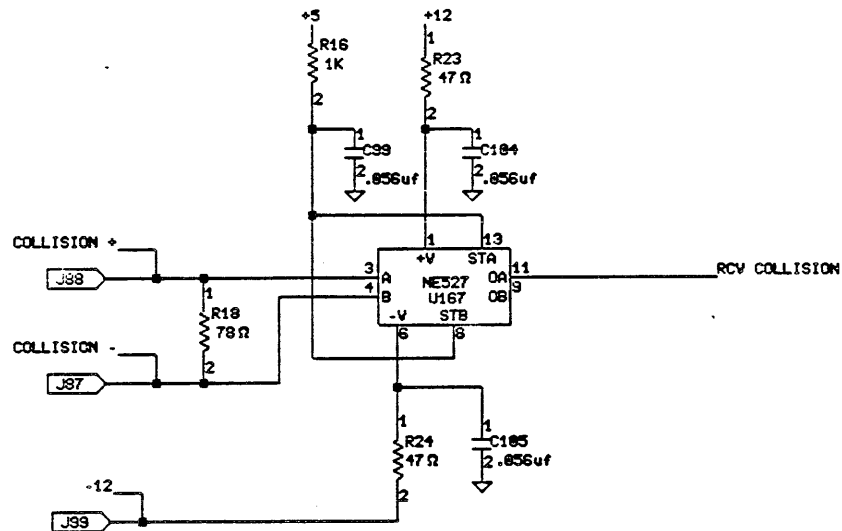 +5
+12
R16
1K
2
1
R23
47Ω
2
1
C99
2
.056uf
1
C104
2
.056uf
COLLISION +
J88
1
R18
78Ω
2
COLLISION -
J87
3
4
A
B
1
+V
13
STA
NE527
U167
OA
OB
11
9
-V
6
STB
8
RCV COLLISION
1
R24
47Ω
2
1
C105
2
.056uf
-12
J99